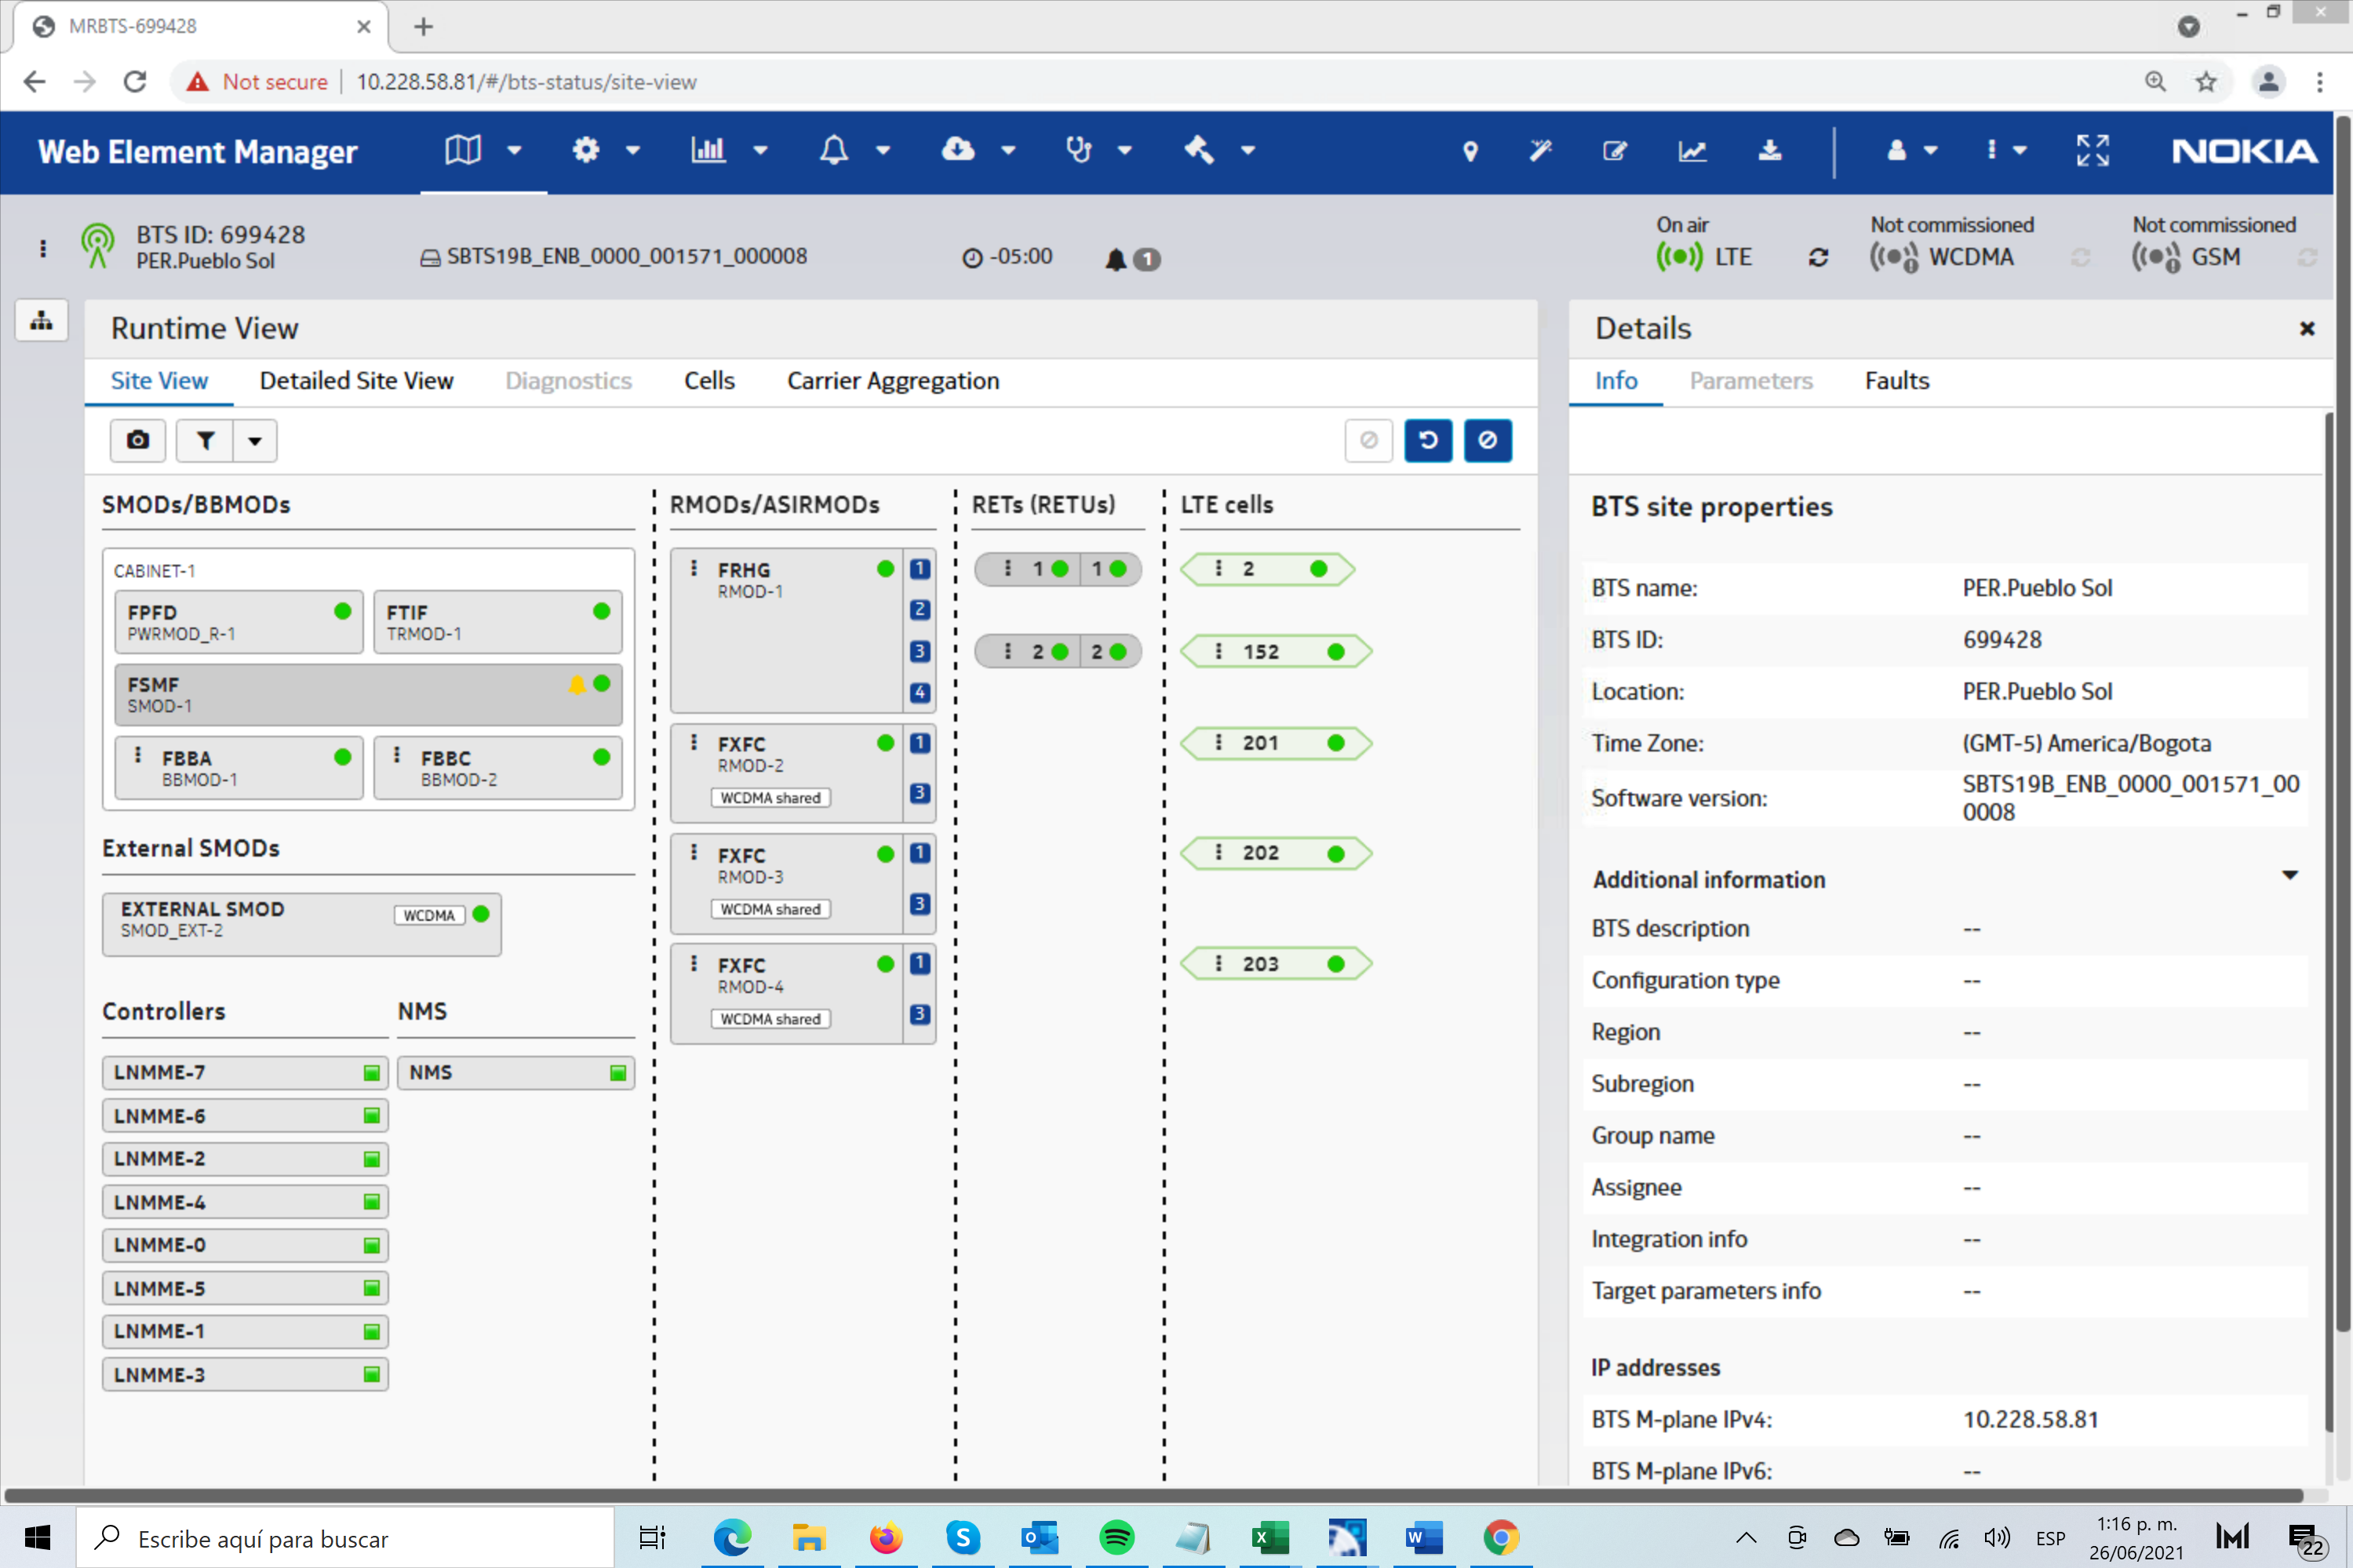 MRBTS-699428
Not secure
10.228.58.81/#/bts-status/site-view
Web Element Manager
NOKIA
BTS ID: 699428
PER.Pueblo Sol
SBTS19B_ENB_0000_001571_000008
-05:00
1
On air
LTE
Not commissioned
WCDMA
Not commissioned
GSM
Runtime View
Site View
Detailed Site View
Diagnostics
Cells
Carrier Aggregation
SMODs/BBMODs
CABINET-1
FPFD
PWRMOD_R-1
FTIF
TRMOD-1
FSMF
SMOD-1
FBBA
BBMOD-1
FBBC
BBMOD-2
External SMODs
EXTERNAL SMOD
SMOD_EXT-2
WCDMA
Controllers
LNMME-7
LNMME-6
LNMME-2
LNMME-4
LNMME-0
LNMME-5
LNMME-1
LNMME-3
NMS
NMS
RMODs/ASIRMODs
FRHG
RMOD-1
1
2
3
4
FXFC
RMOD-2
WCDMA shared
1
3
FXFC
RMOD-3
WCDMA shared
1
3
FXFC
RMOD-4
WCDMA shared
1
3
RETs (RETUs)
1 1
2 2
LTE cells
2
152
201
202
203
Details
Info
Parameters
Faults
BTS site properties
BTS name: PER.Pueblo Sol
BTS ID: 699428
Location: PER.Pueblo Sol
Time Zone: (GMT-5) America/Bogota
Software version: SBTS19B_ENB_0000_001571_00
0008
Additional information
BTS description --
Configuration type --
Region --
Subregion --
Group name --
Assignee --
Integration info --
Target parameters info --
IP addresses
BTS M-plane IPv4: 10.228.58.81
BTS M-plane IPv6: --
Escribe aquí para buscar
ESP
1:16 p. m.
26/06/2021
22